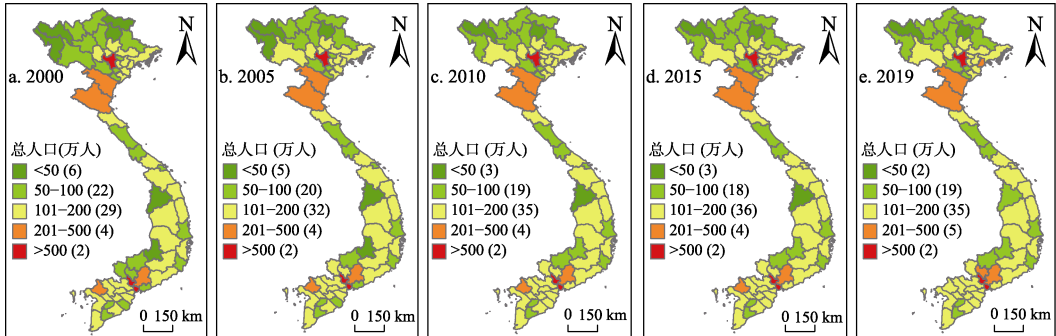 N
a. 2000
总人口(万人)
<50 (6)
50–100 (22)
101–200 (29)
201–500 (4)
>500 (2)
0 150 km
N
b. 2005
总人口(万人)
<50 (5)
50–100 (20)
101–200 (32)
201–500 (4)
>500 (2)
0 150 km
N
c. 2010
总人口(万人)
<50 (3)
50–100 (19)
101–200 (35)
201–500 (4)
>500 (2)
0 150 km
N
d. 2015
总人口(万人)
<50 (3)
50–100 (18)
101–200 (36)
201–500 (4)
>500 (2)
0 150 km
N
e. 2019
总人口(万人)
<50 (2)
50–100 (19)
101–200 (35)
201–500 (5)
>500 (2)
0 150 km